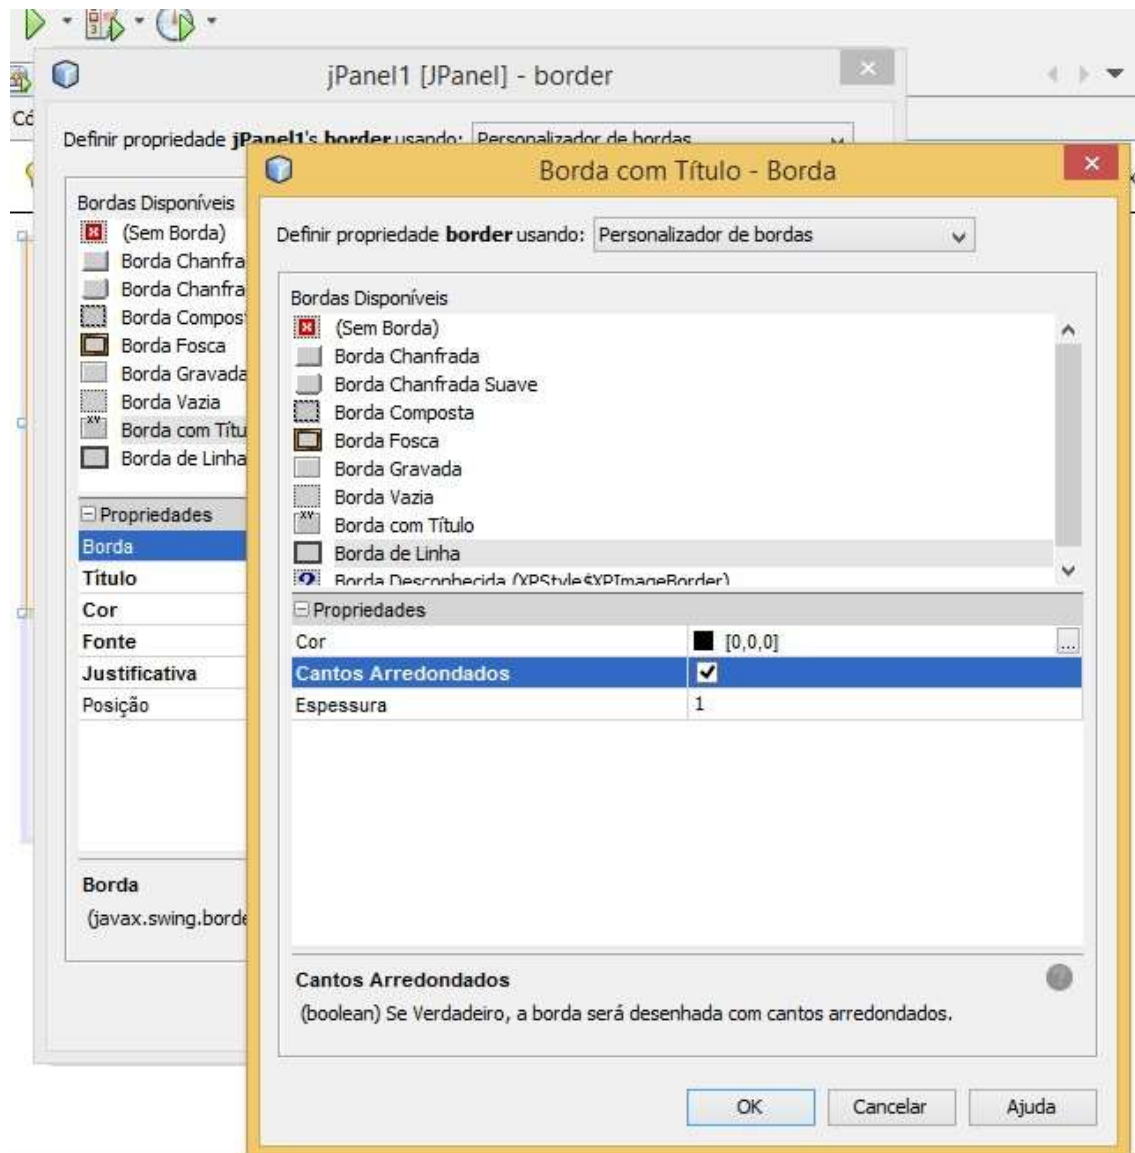 jPanel1 [JPanel] - border
Có
Definir propriedade jPanel1's border usando: Personalizador de bordas
Bordas Disponíveis
(Sem Borda)
Borda Chanfra
Borda Chanfra
Borda Compos
Borda Fosca
Borda Gravada
Borda Vazia
Borda com Títu
Borda de Linha
Propriedades
Borda
Título
Cor
Fonte
Justificativa
Posição
Borda
(javax.swing.borde
Borda com Título - Borda
Definir propriedade border usando: Personalizador de bordas
Bordas Disponíveis
(Sem Borda)
Borda Chanfrada
Borda Chanfrada Suave
Borda Composta
Borda Fosca
Borda Gravada
Borda Vazia
Borda com Título
Borda de Linha
Borda Desconhecida (XPStyle$XPImageBorder)
Propriedades
Cor [0,0,0] ...
Cantos Arredondados
Espessura 1
Cantos Arredondados
(boolean) Se Verdadeiro, a borda será desenhada com cantos arredondados.
OK Cancelar Ajuda